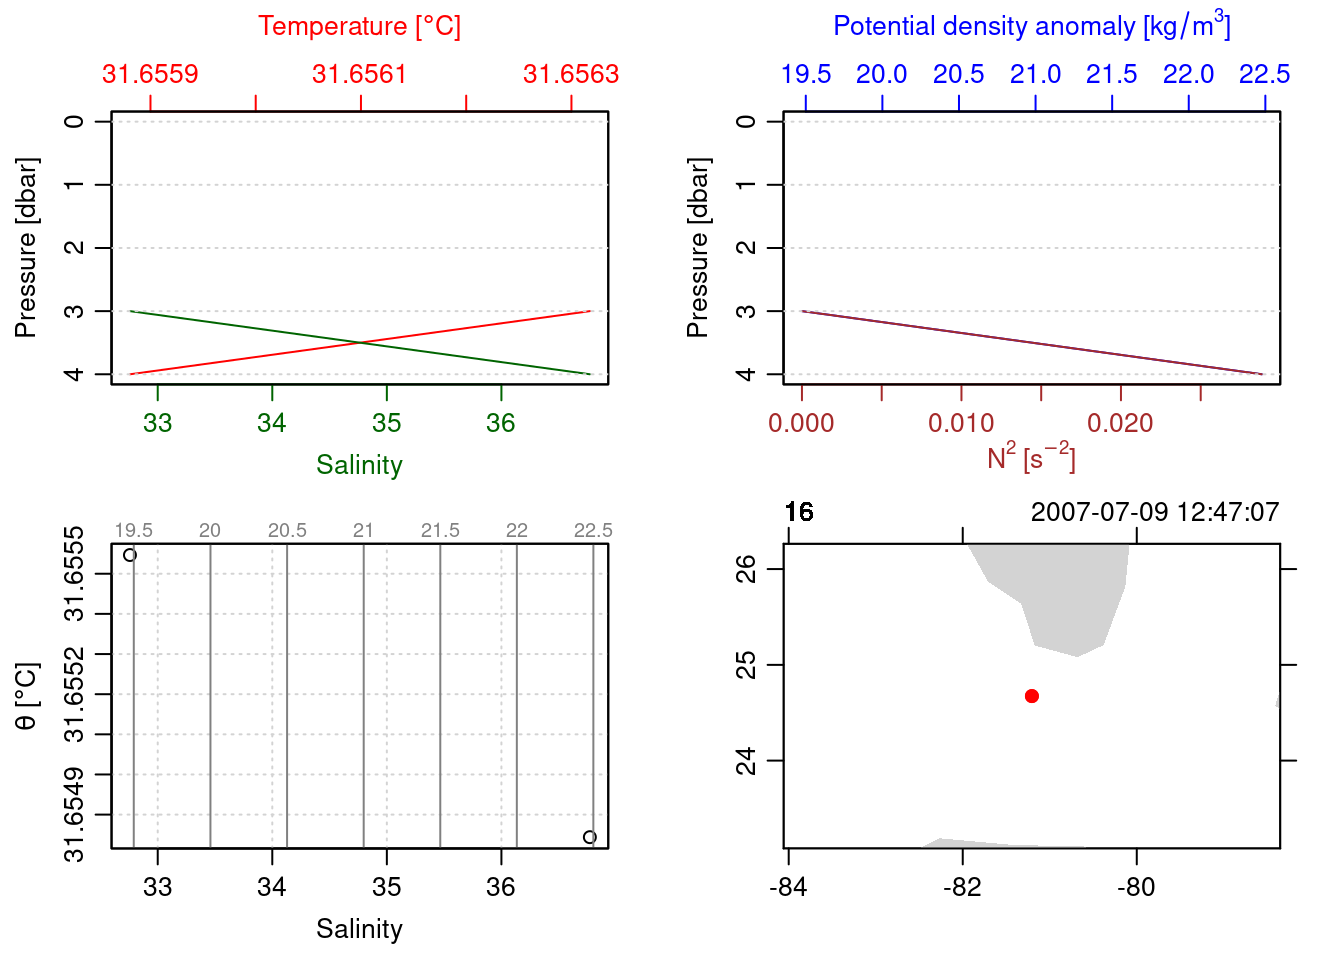 Temperature [°C]
31.6559 31.6561 31.6563
Pressure [dbar]
0
1
2
3
4
33 34 35 36
Salinity
Potential density anomaly [kg/m³]
19.5 20.0 20.5 21.0 21.5 22.0 22.5
Pressure [dbar]
0
1
2
3
4
0.000 0.010 0.020
N² [s⁻²]
19.5 20 20.5 21 21.5 22 22.5
θ [°C]
31.6555
31.6552
31.6549
33 34 35 36
Salinity
16 2007-07-09 12:47:07
26
25
24
-84 -82 -80